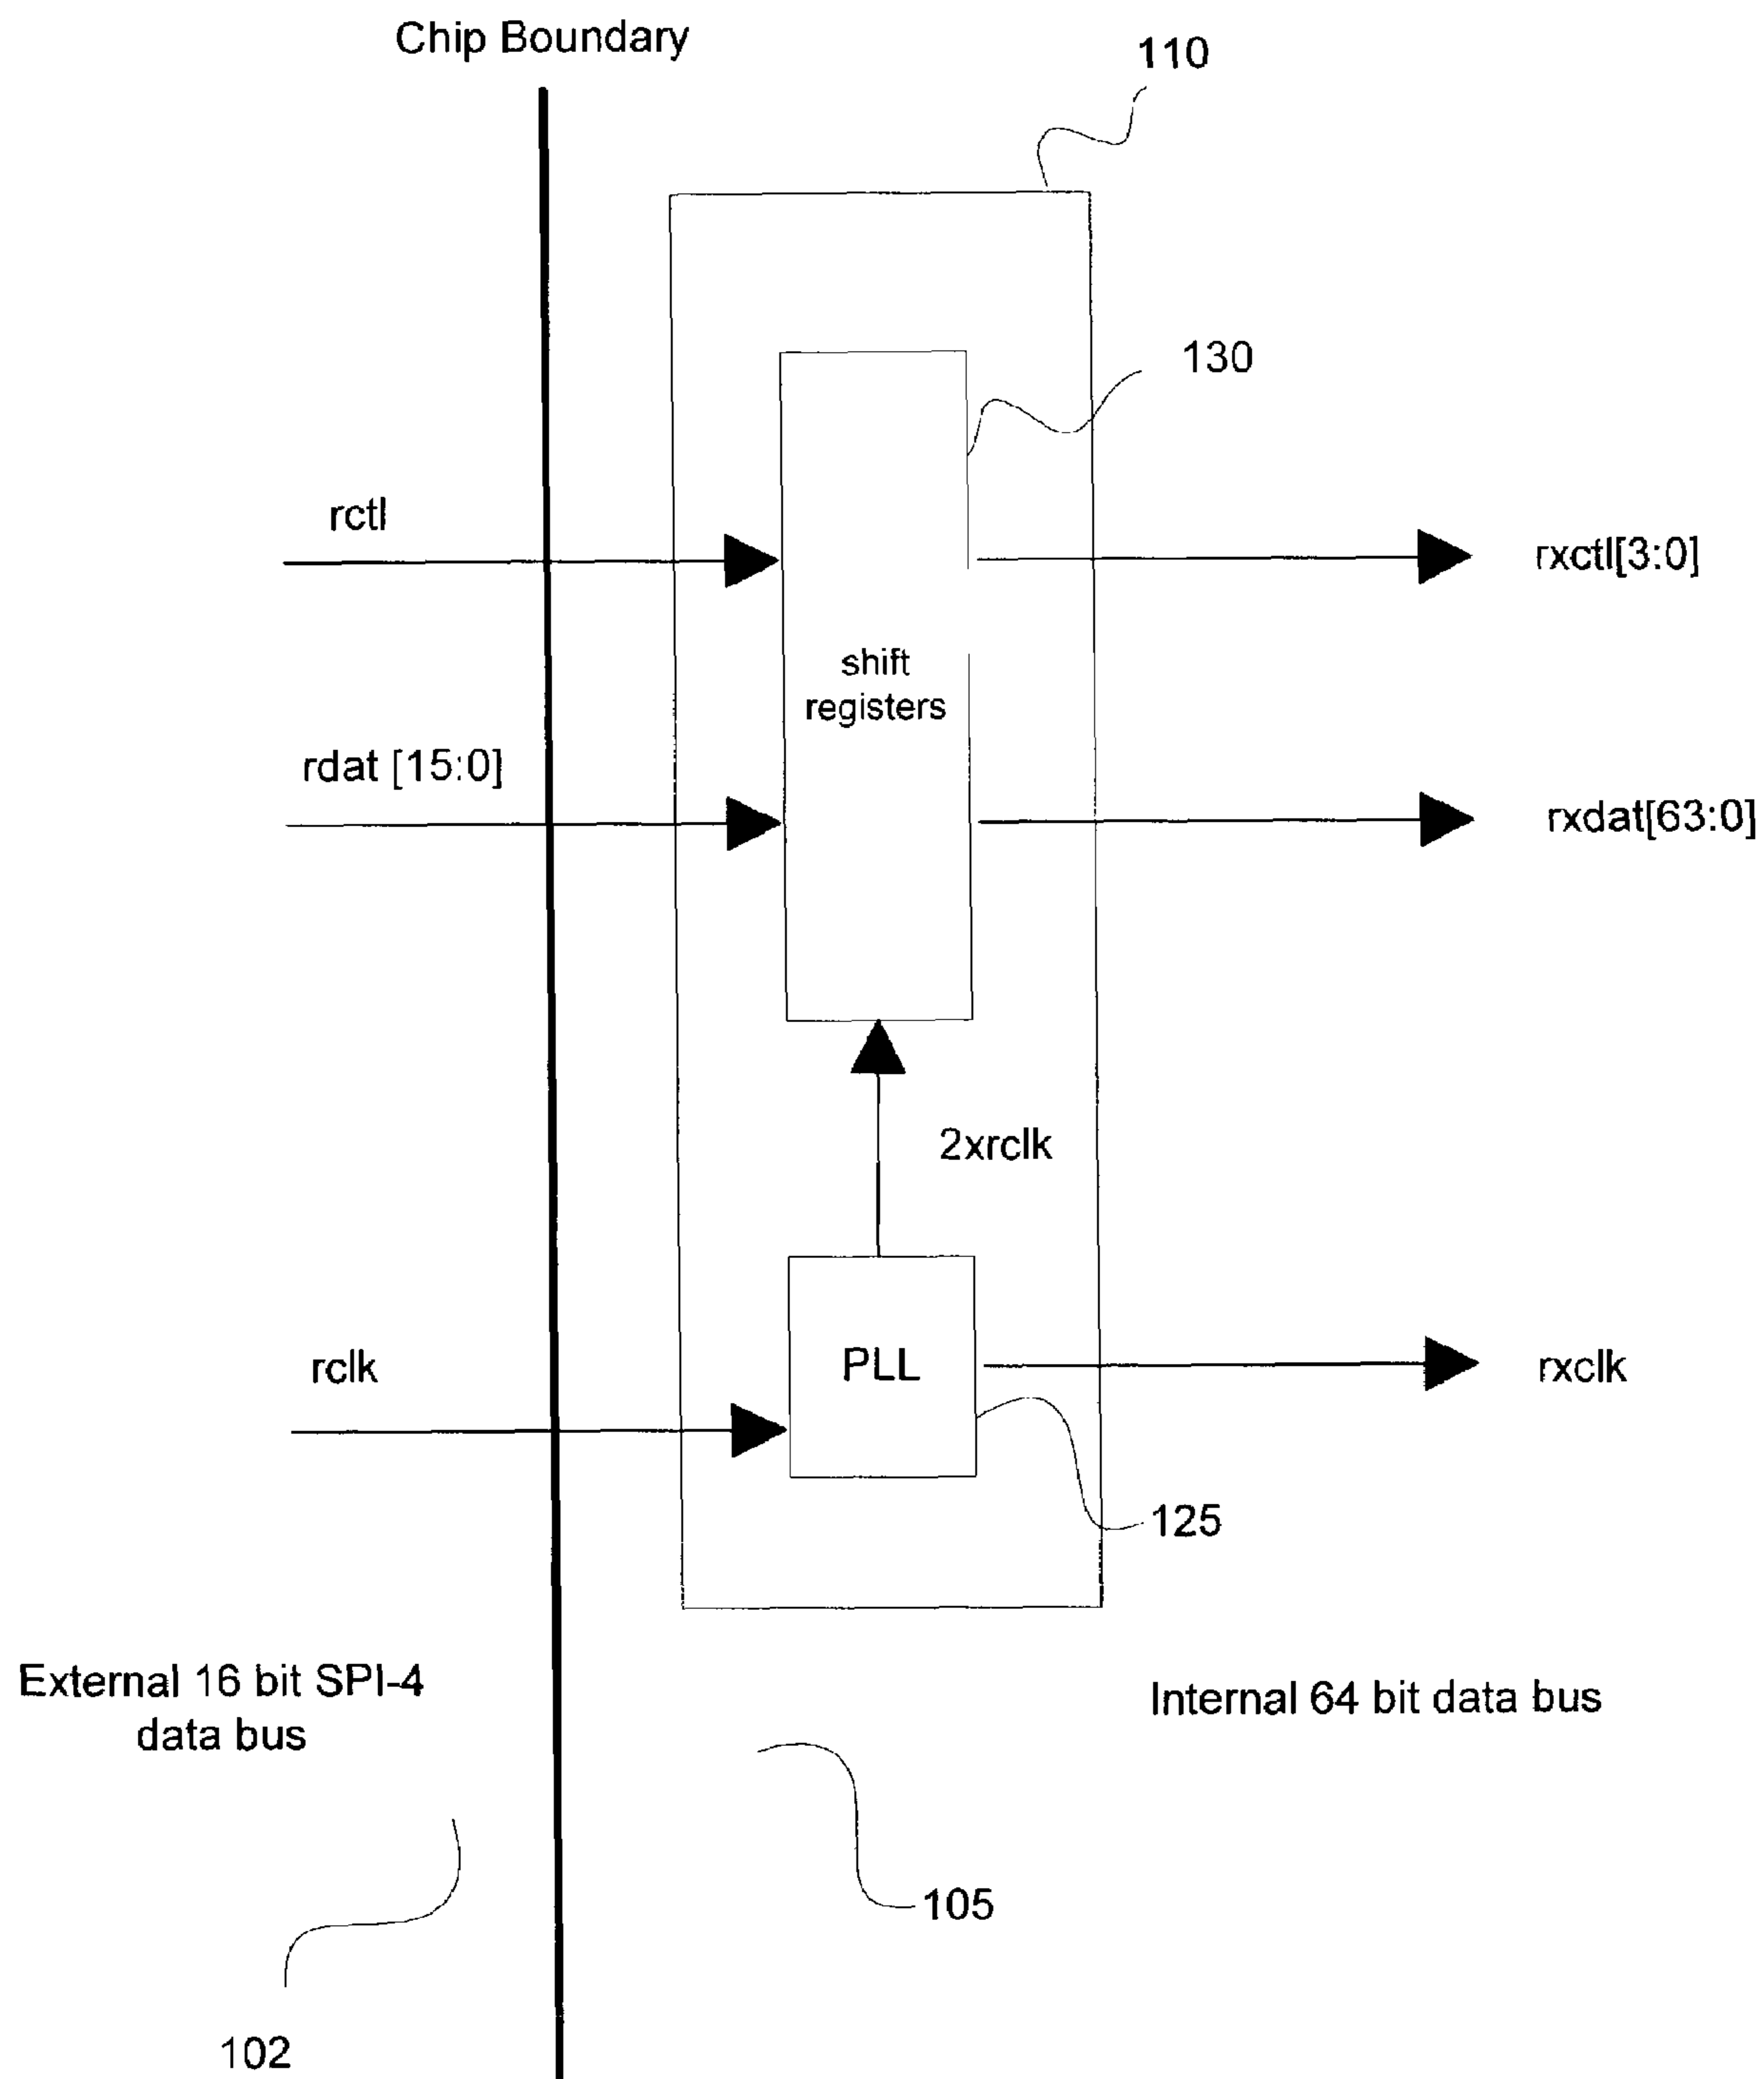 Chip Boundary
110
130
rctl
rxctl[3:0]
shift
registers
rdat [15:0]
rxdat[63:0]
2xrclk
rclk
PLL
rxclk
125
External 16 bit SPI-4
data bus
Internal 64 bit data bus
105
102